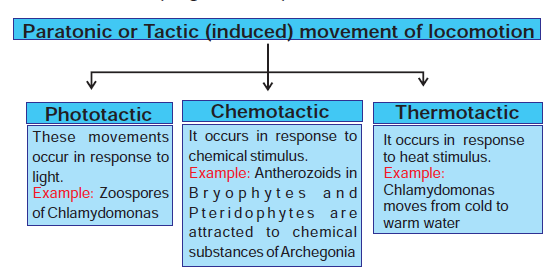 Paratonic or Tactic (induced) movement of locomotion
Phototactic
These movements
occur in response to
light.
Example: Zoospores
of Chlamydomonas
Chemotactic
It occurs in response to
chemical stimulus.
Example: Antherozoids in
Bryophytes and
Pteridophytes are
attracted to chemical
substances of Archegonia
Thermotactic
It occurs in response
to heat stimulus.
Example:
Chlamydomonas
moves from cold to
warm water